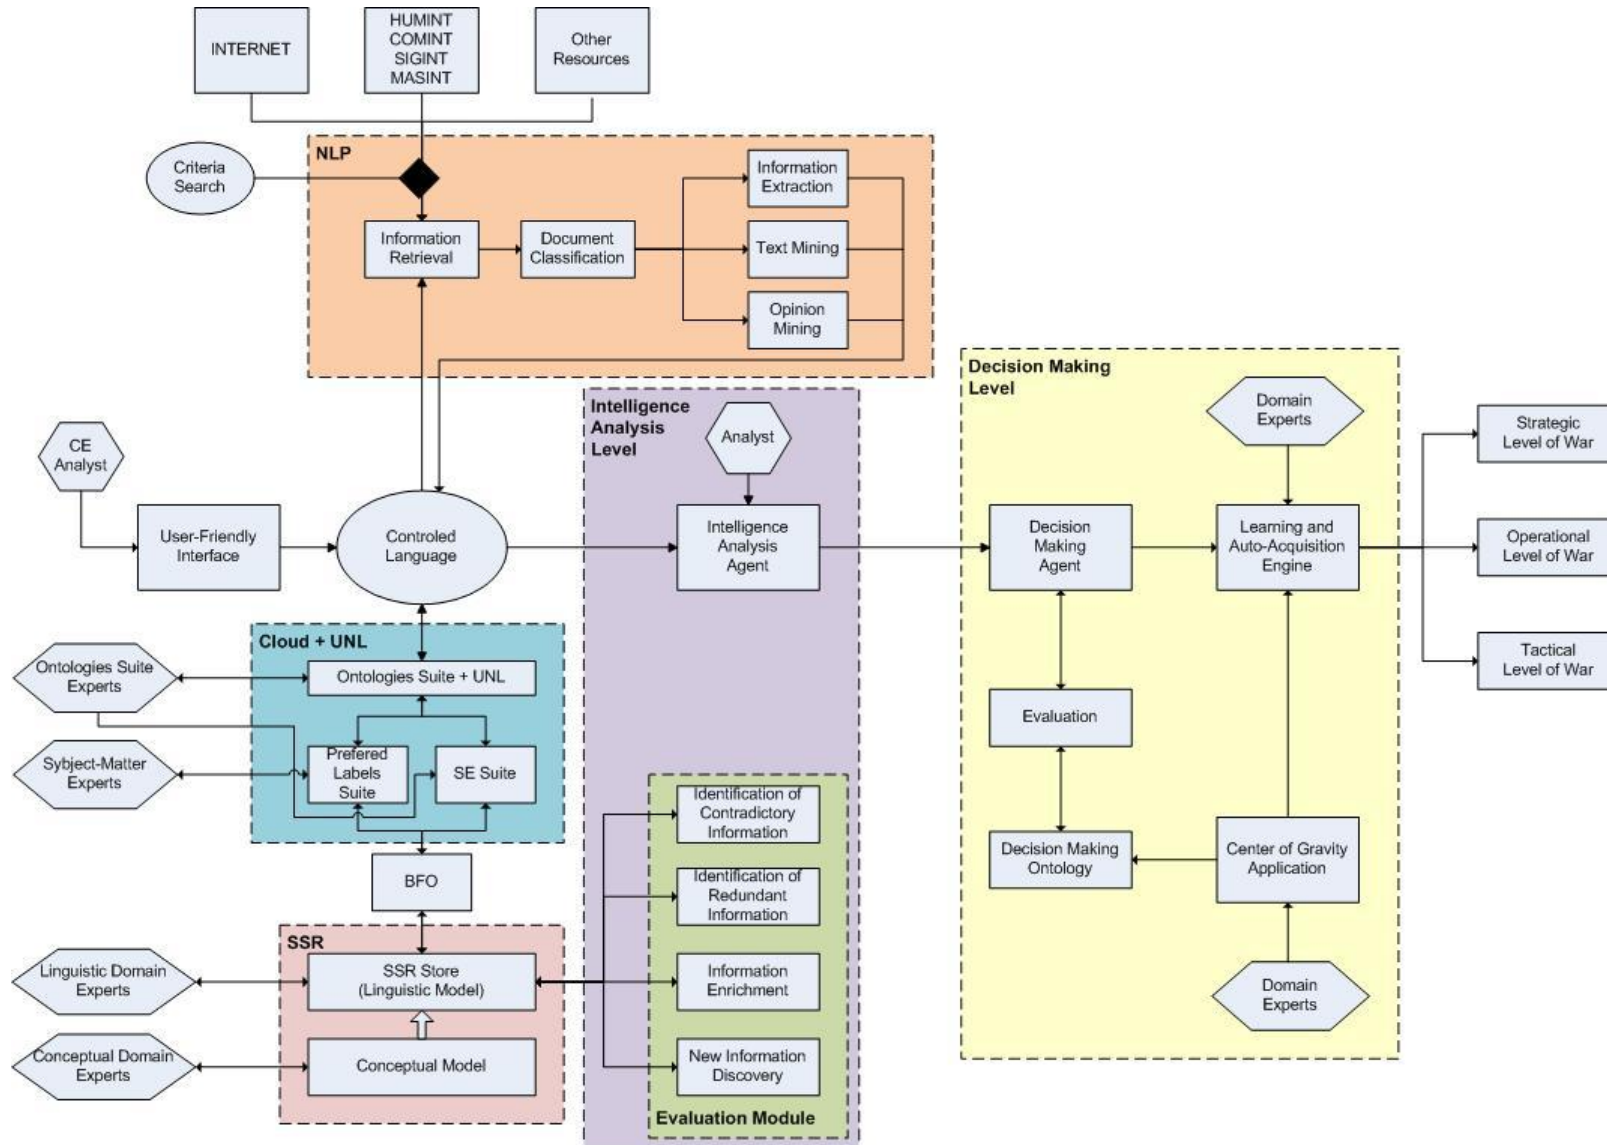 INTERNET
HUMINT
COMINT
SIGINT
MASINT
Other
Resources
NLP
Criteria
Search
Information
Retrieval
Document
Classification
Information
Extraction
Text Mining
Opinion
Mining
Intelligence
Analysis
Level
Analyst
Decision Making
Level
Domain
Experts
Strategic
Level of War
CE
Analyst
User-Friendly
Interface
Controled
Language
Intelligence
Analysis
Agent
Decision
Making
Agent
Learning and
Auto-Acquisition
Engine
Operational
Level of War
Tactical
Level of War
Cloud + UNL
Ontologies Suite
Experts
Ontologies Suite + UNL
Sybject-Matter
Experts
Prefered
Labels
Suite
SE Suite
Evaluation
BFO
Identification of
Contradictory
Information
Identification of
Redundant
Information
Decision Making
Ontology
Center of Gravity
Application
SSR
Linguistic Domain
Experts
SSR Store
(Linguistic Model)
Information
Enrichment
Domain
Experts
Conceptual Domain
Experts
Conceptual Model
New Information
Discovery
Evaluation Module